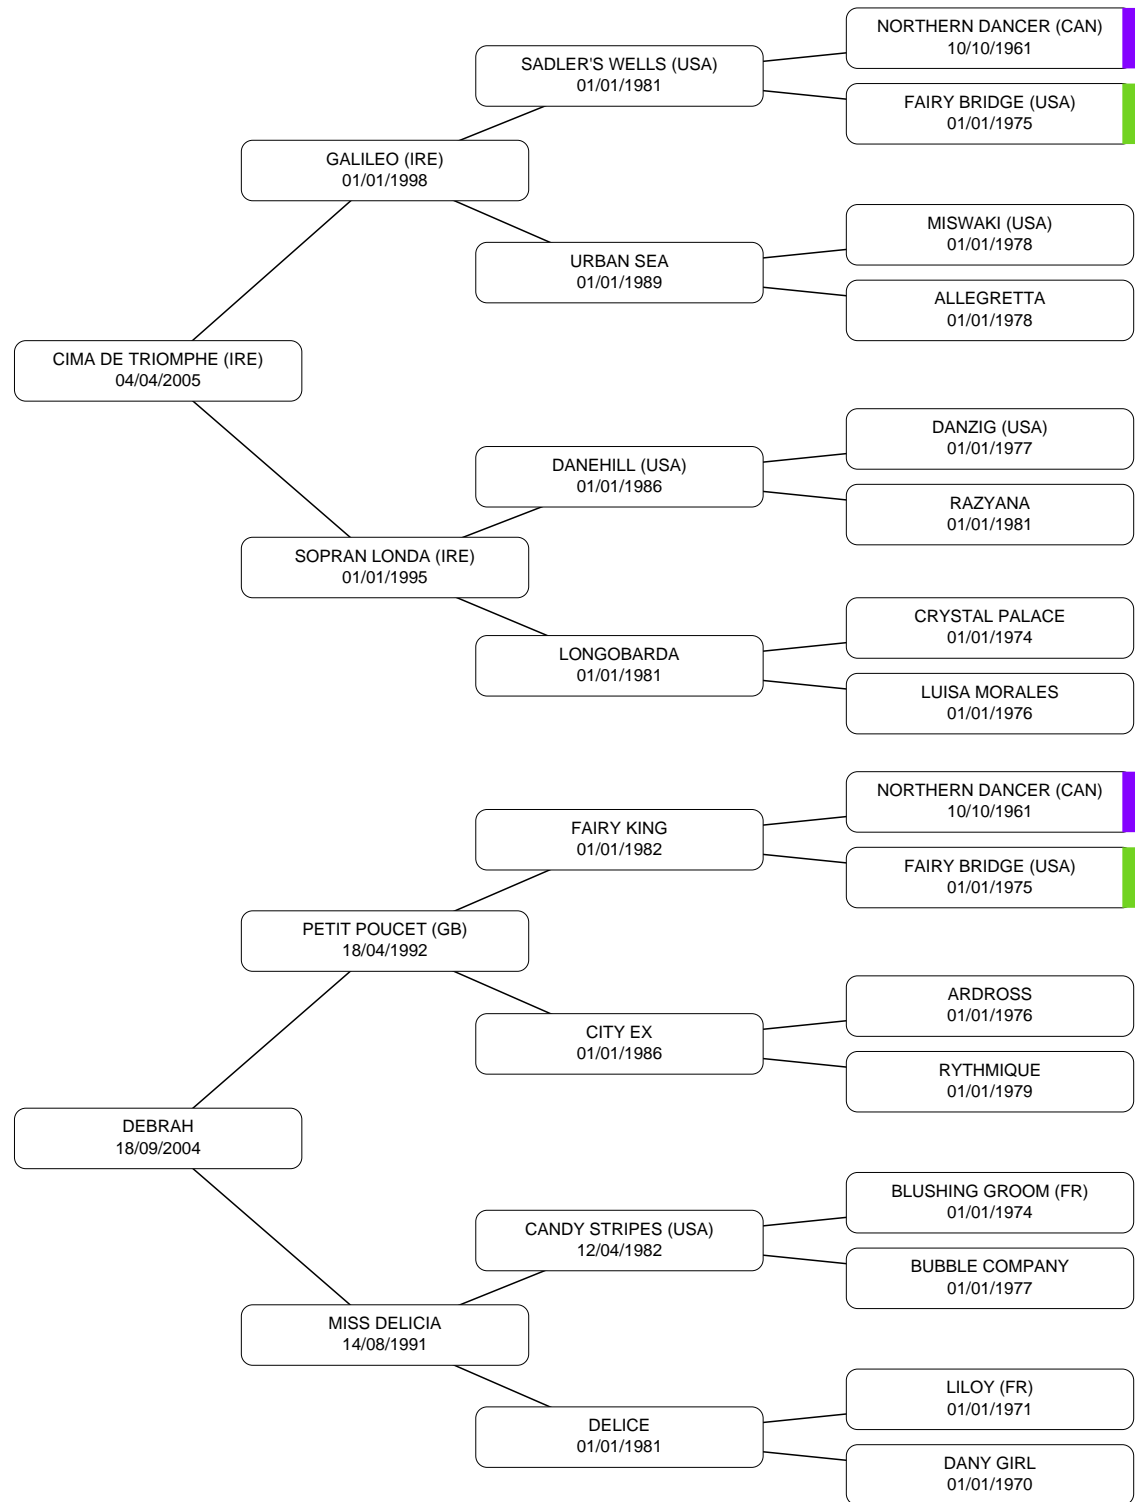 NORTHERN DANCER (CAN)
10/10/1961
SADLER'S WELLS (USA)
01/01/1981
FAIRY BRIDGE (USA)
01/01/1975
GALILEO (IRE)
01/01/1998
MISWAKI (USA)
01/01/1978
URBAN SEA
01/01/1989
ALLEGRETTA
01/01/1978
CIMA DE TRIOMPHE (IRE)
04/04/2005
DANZIG (USA)
01/01/1977
DANEHILL (USA)
01/01/1986
RAZYANA
01/01/1981
SOPRAN LONDA (IRE)
01/01/1995
CRYSTAL PALACE
01/01/1974
LONGOBARDA
01/01/1981
LUISA MORALES
01/01/1976
NORTHERN DANCER (CAN)
10/10/1961
FAIRY KING
01/01/1982
FAIRY BRIDGE (USA)
01/01/1975
PETIT POUCET (GB)
18/04/1992
ARDROSS
01/01/1976
CITY EX
01/01/1986
RYTHMIQUE
01/01/1979
DEBRAH
18/09/2004
BLUSHING GROOM (FR)
01/01/1974
CANDY STRIPES (USA)
12/04/1982
BUBBLE COMPANY
01/01/1977
MISS DELICIA
14/08/1991
LILOY (FR)
01/01/1971
DELICE
01/01/1981
DANY GIRL
01/01/1970